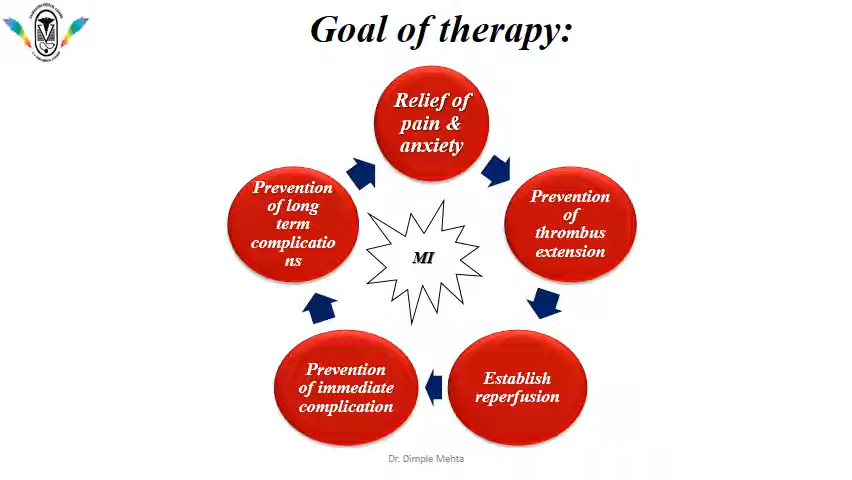 Goal of therapy:
Relief of
pain &
anxiety
Prevention
of
thrombus
extension
Establish
reperfusion
Prevention
of immediate
complication
Prevention
of long
term
complicatio
ns
MI
Dr. Dimple Mehta